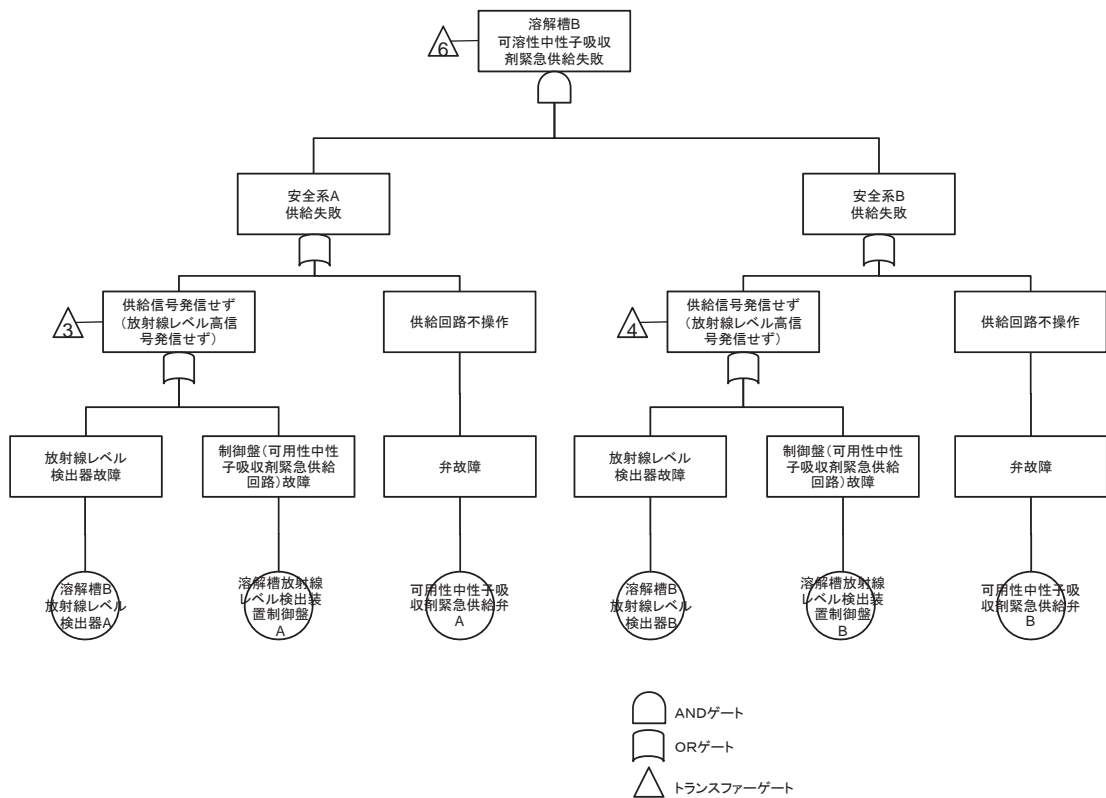 溶解槽B
可溶性中性子吸収
剤緊急供給失敗
6
安全系A
供給失敗
安全系B
供給失敗
供給信号発信せず
（放射線レベル高信
号発信せず）
3
供給回路不操作
供給信号発信せず
（放射線レベル高信
号発信せず）
4
供給回路不操作
放射線レベル
検出器故障
制御盤（可用性中性
子吸収剤緊急供給
回路）故障
弁故障
放射線レベル
検出器故障
制御盤（可用性中性
子吸収剤緊急供給
回路）故障
弁故障
溶解槽B
放射線レベル
検出器A
溶解槽放射線
レベル検出装
置制御盤
A
可用性中性子吸
収剤緊急供給弁
A
溶解槽B
放射線レベル
検出器B
溶解槽放射線
レベル検出装
置制御盤
B
可用性中性子吸
収剤緊急供給弁
B
ANDゲート
ORゲート
トランスファーゲート